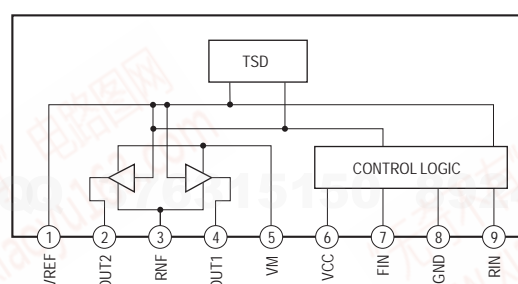 TSD
CONTROL LOGIC
1 2 3 4 5 6 7 8 9
VREF OUT2 RNF OUT1 VM VCC FIN GND RIN